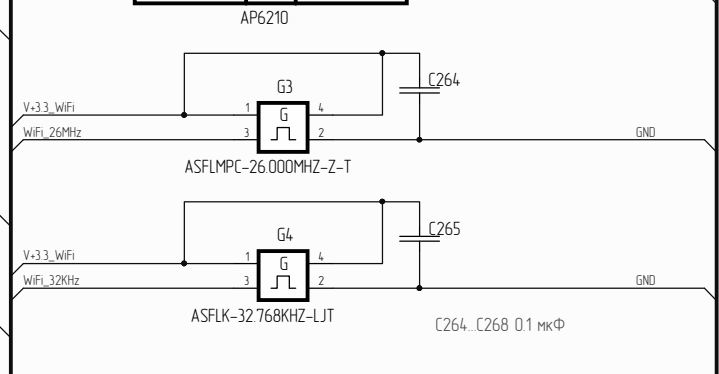 AP6210
G3
C264
V+3.3_WiFi
1
G
4
WiFi_26MHz
3
2
GND
ASFLMPC-26.000MHZ-Z-T
G4
C265
V+3.3_WiFi
1
G
4
WiFi_32KHz
3
2
GND
ASFLK-32.768KHZ-LJT
C264...C268 0.1 мкФ